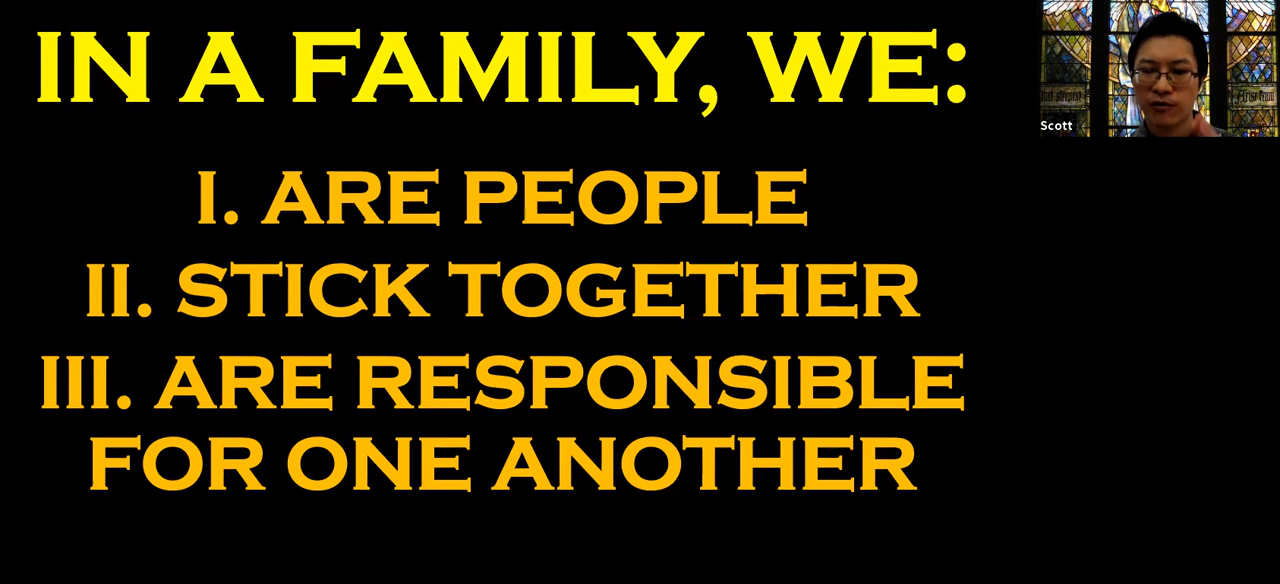 IN A FAMILY, WE:
I. ARE PEOPLE
II. STICK TOGETHER
III. ARE RESPONSIBLE
FOR ONE ANOTHER
Scott